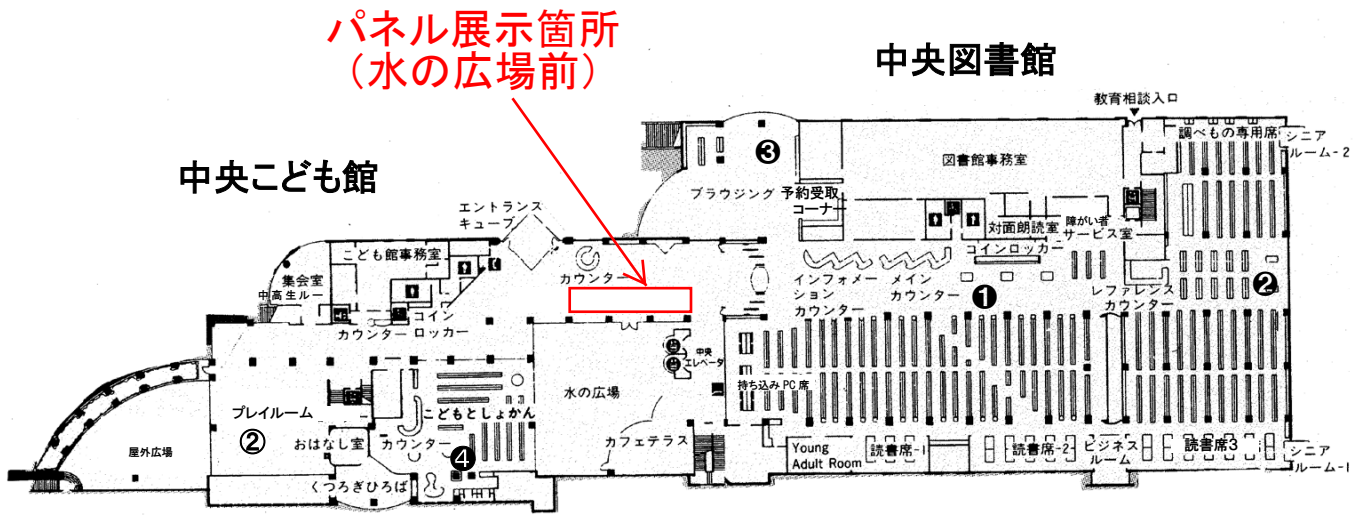 パネル展示箇所
（水の広場前）
中央図書館
中央こども館
教育相談入口
調べもの専用席
シニア
ルーム-2
図書館事務室
ブラウジング
予約受取
コーナー
❸
エントランス
キューブ
こども館事務室
集会室
中高生ルー
カウンター
対面朗読室
障がい者
サービス室
コインロッカー
インフォメー
ション
カウンター
メイン
カウンター
❶
レファレンス
カウンター
❷
コイン
ロッカー
カウンター
中央
エレベータ
持ち込みPC席
水の広場
カフェテラス
プレイルーム
②
屋外広場
おはなし室
こどもとしょかん
カウンター
❹
くつろぎひろば
Young
Adult Room
読書席-1
読書席-2
ビジネス
ルーム
読書席3
シニア
ルーム-1